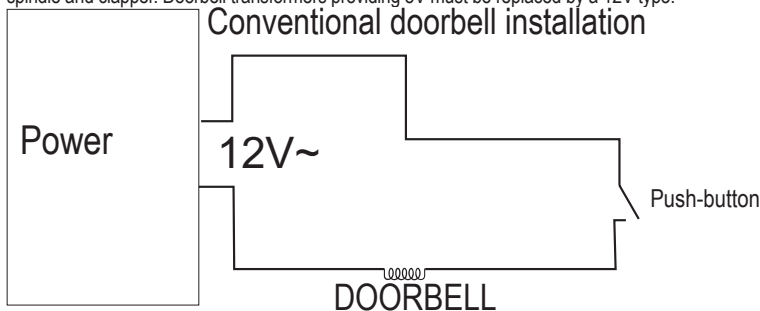 spindle and clapper. Doorbell transformers providing 8V must be replaced by a 12V type.
Conventional doorbell installation
Power
12V~
Push-button
DOORBELL